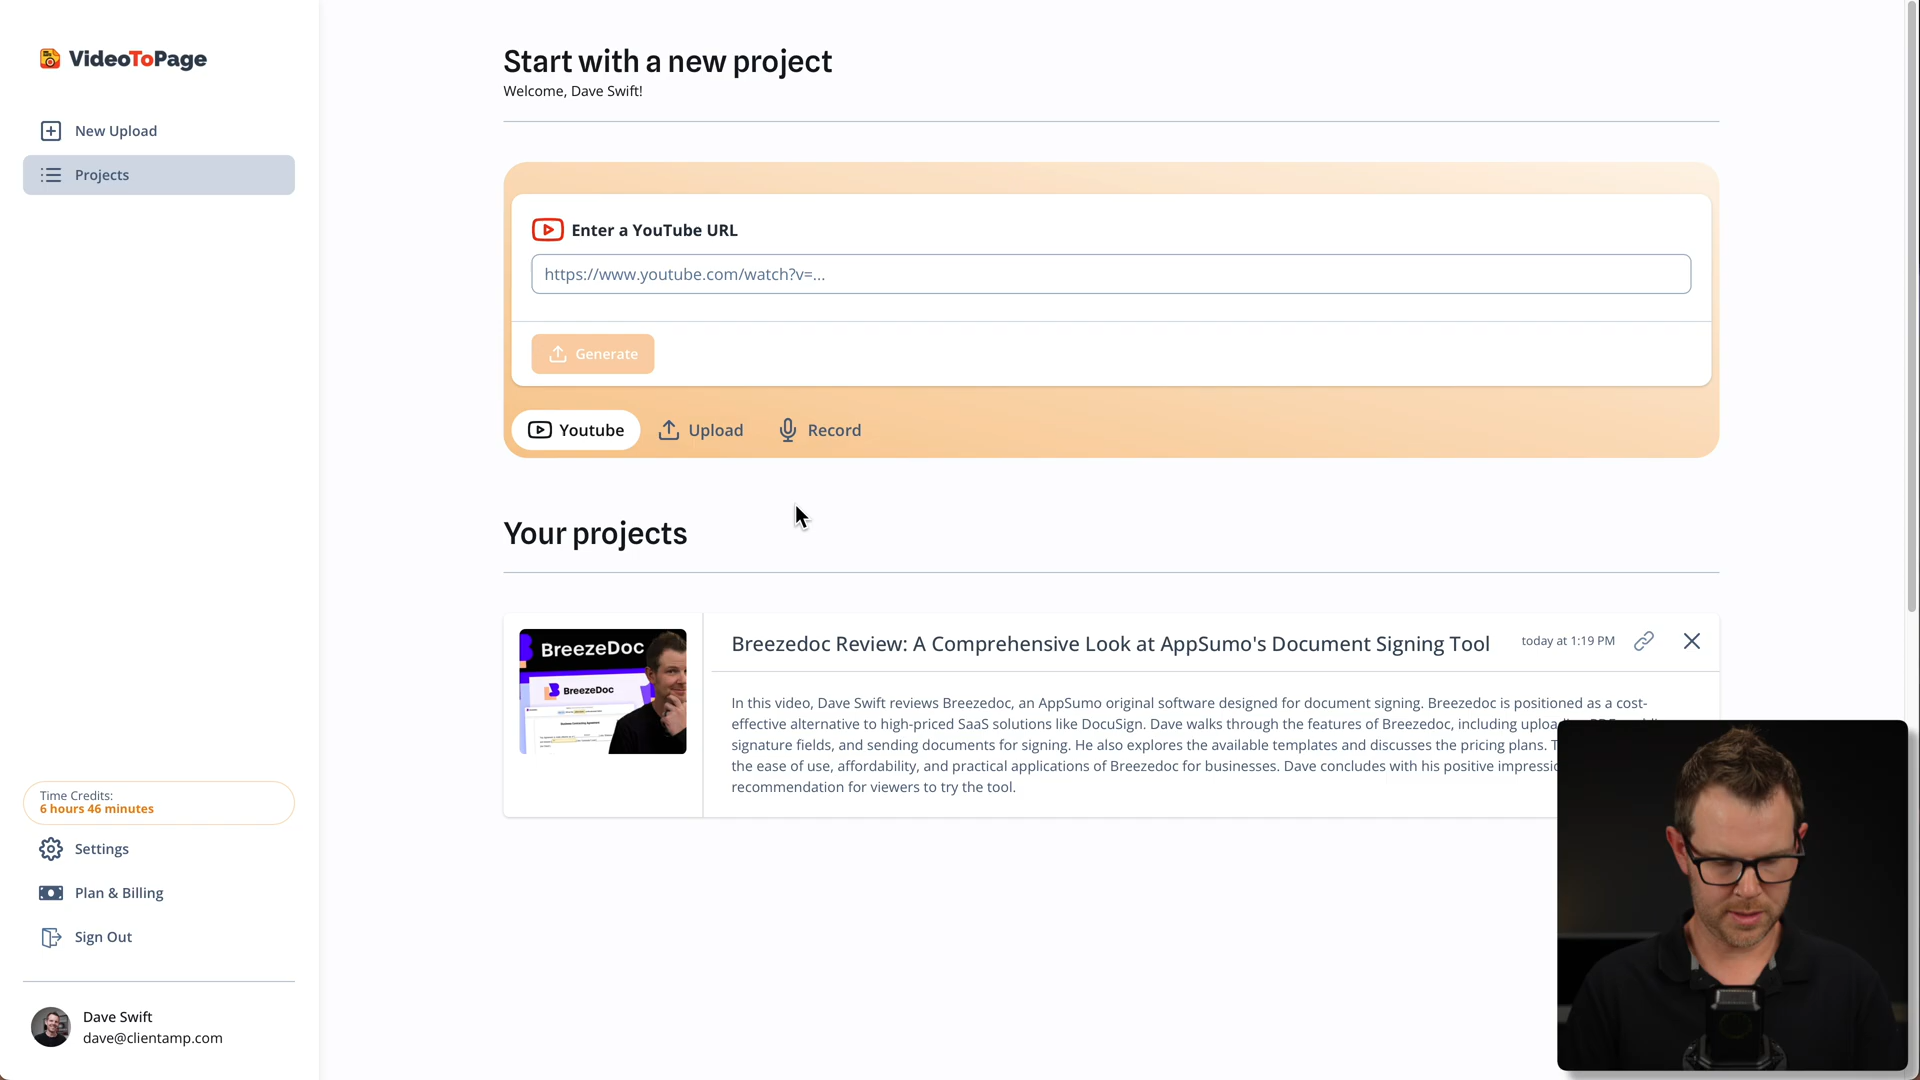 VideoToPage
New Upload
Projects
Time Credits:
6 hours 46 minutes
Settings
Plan & Billing
Sign Out
Dave Swift
dave@clientamp.com
Start with a new project
Welcome, Dave Swift!
Enter a YouTube URL
https://www.youtube.com/watch?v=...
Generate
Youtube
Upload
Record
Your projects
BreezeDoc
BreezeDoc
Breezedoc Review: A Comprehensive Look at AppSumo's Document Signing Tool
today at 1:19 PM
In this video, Dave Swift reviews Breezedoc, an AppSumo original software designed for document signing. Breezedoc is positioned as a cost-
effective alternative to high-priced SaaS solutions like DocuSign. Dave walks through the features of Breezedoc, including
signature fields, and sending documents for signing. He also explores the available templates and discusses the pricing plans.
the ease of use, affordability, and practical applications of Breezedoc for businesses. Dave concludes with his positive
recommendation for viewers to try the tool.